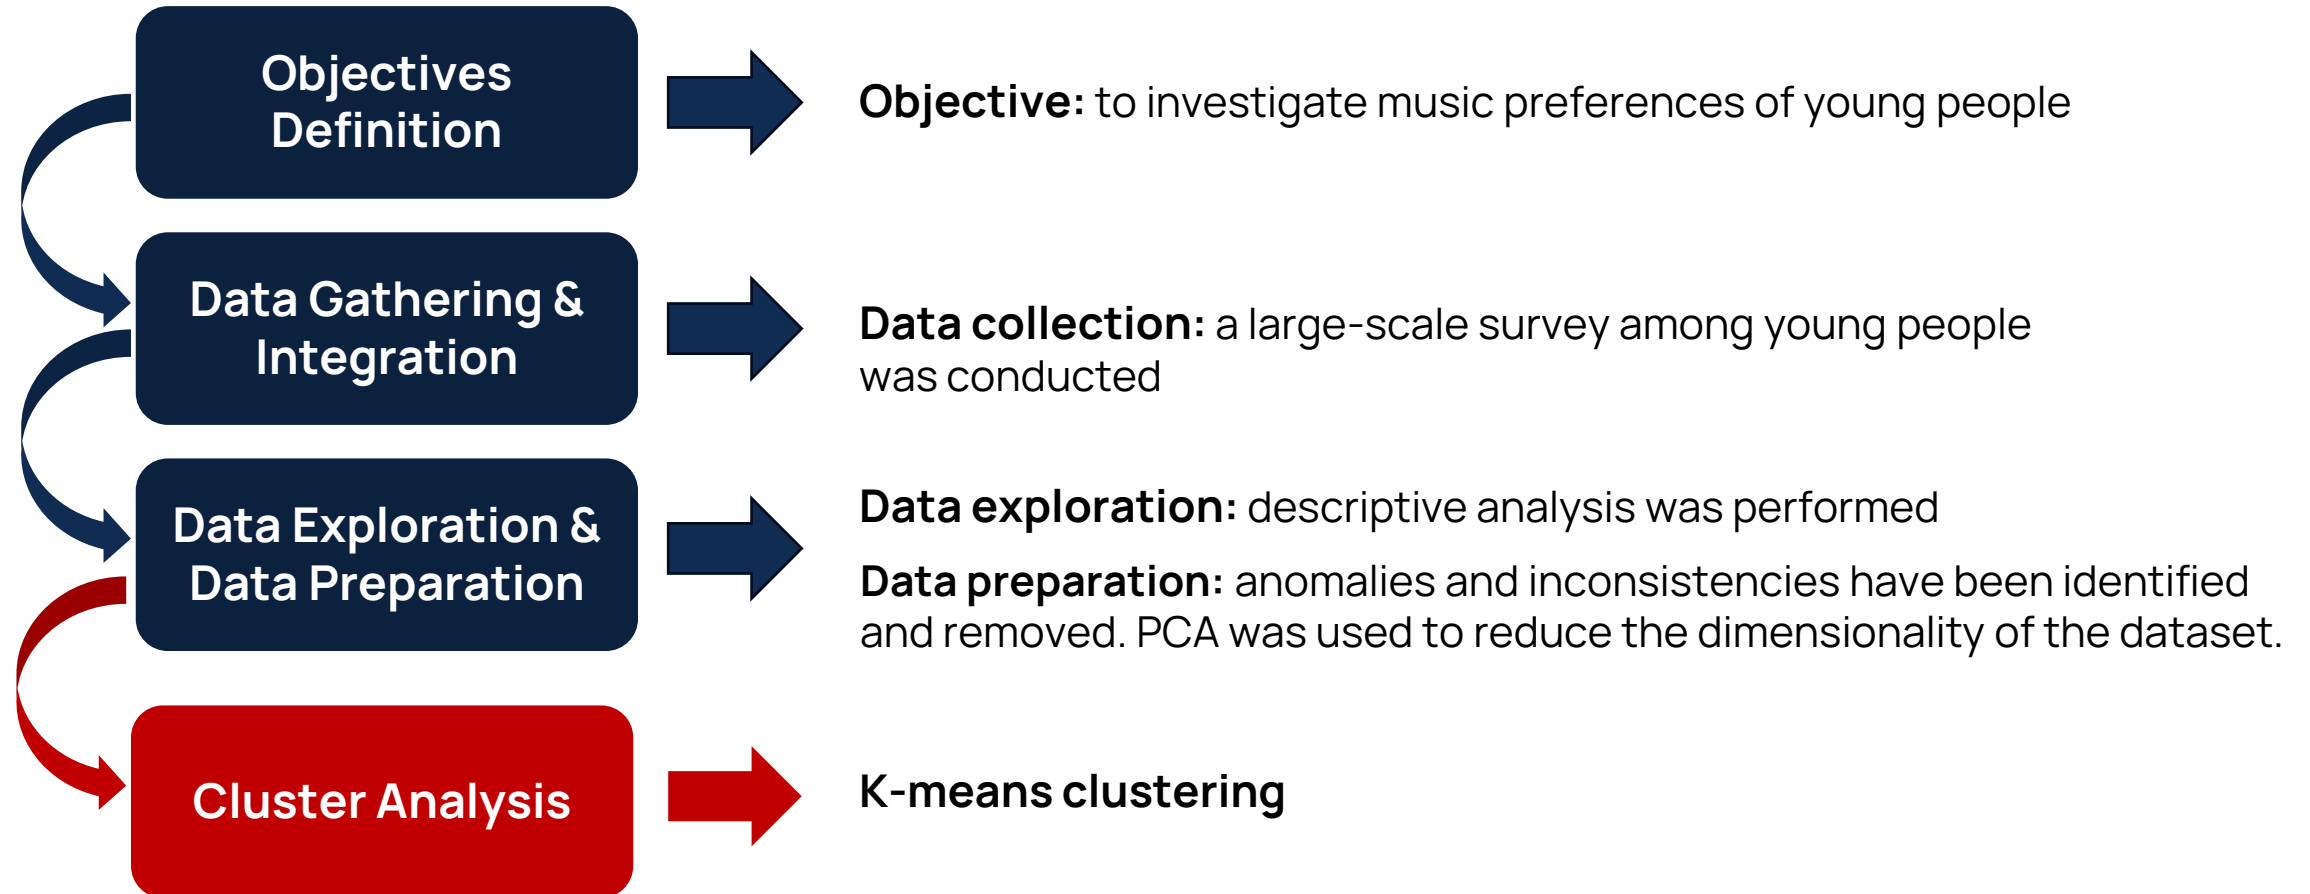 Objectives
Definition
Objective: to investigate music preferences of young people
Data Gathering &
Integration
Data collection: a large-scale survey among young people
was conducted
Data Exploration &
Data Preparation
Data exploration: descriptive analysis was performed
Data preparation: anomalies and inconsistencies have been identified
and removed. PCA was used to reduce the dimensionality of the dataset.
Cluster Analysis
K-means clustering